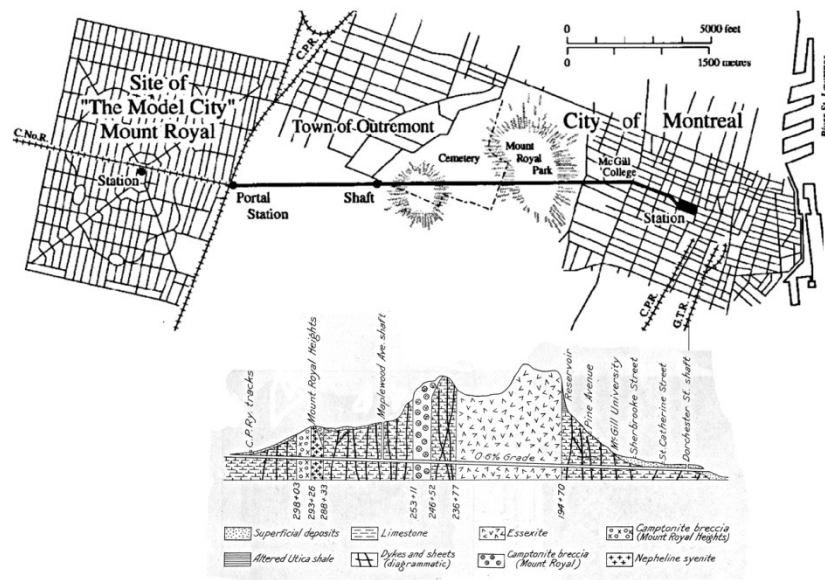 0 5000 feet
0 1500 metres
C.P.R.
Site of
"The Model City"
Mount Royal
C.No.R.
Station
Town of Outremont
Cemetery
Mount
Royal
Park
City of Montreal
McGill
College
Station
River St. Lawrence
Portal
Station
Shaft
C.P.R.
G.T.R.
C.P.Ry. tracks
Mount Royal Heights
Maplewood Ave. shaft
Reservoir
Pine Avenue
McGill University
Sherbrooke Street
St Catherine Street
Dorchester St. shaft
0.6% Grade
298+03
293+26
288+33
253+11
246+52
236+77
194+70
Superficial deposits
Limestone
Essexite
Camptonite breccia
(Mount Royal Heights)
Altered Utica shale
Dykes and sheets
(diagrammatic)
Camptonite breccia
(Mount Royal)
Nepheline syenite